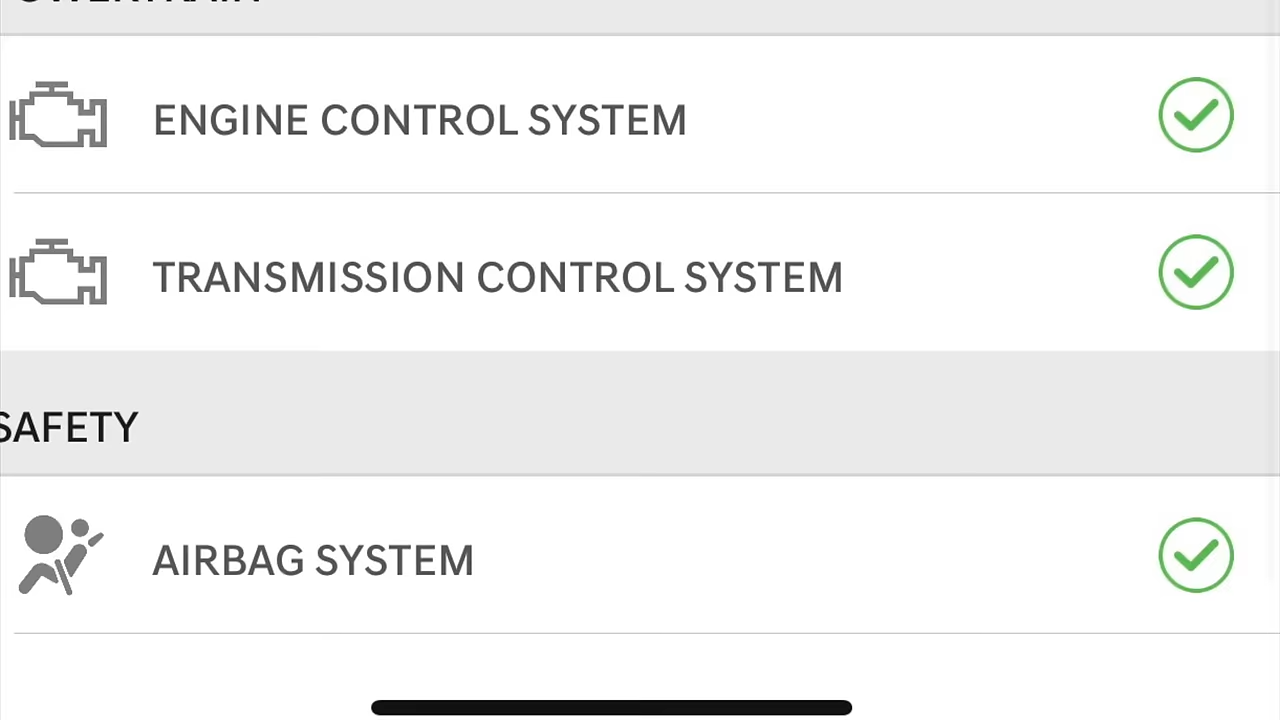 ENGINE CONTROL SYSTEM
TRANSMISSION CONTROL SYSTEM
SAFETY
AIRBAG SYSTEM